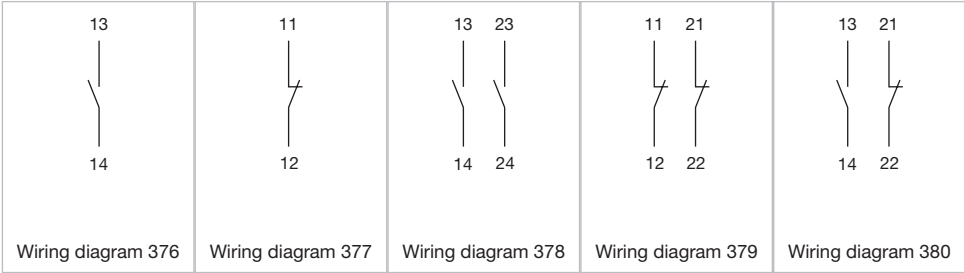 13
14
Wiring diagram 376
11
12
Wiring diagram 377
13 23
14 24
Wiring diagram 378
11 21
12 22
Wiring diagram 379
13 21
14 22
Wiring diagram 380